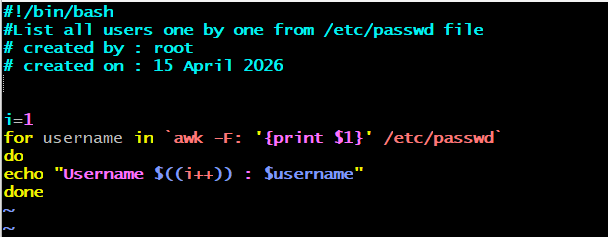 #!/bin/bash
#List all users one by one from /etc/passwd file
# created by : root
# created on : 15 April 2026
i=1
for username in `awk -F: '{print $1}' /etc/passwd`
do
echo "Username $((i++)) : $username"
done
~
~